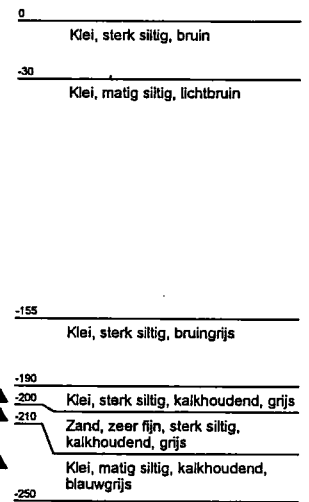 0
Klei, sterk siltig, bruin
-30
Klei, matig siltig, lichtbruin
-155
Klei, sterk siltig, bruingrijs
-190
Klei, sterk siltig, kalkhoudend, grijs
-200
Zand, zeer fijn, sterk siltig,
kalkhoudend, grijs
-210
Klei, matig siltig, kalkhoudend,
blauwgrijs
-250